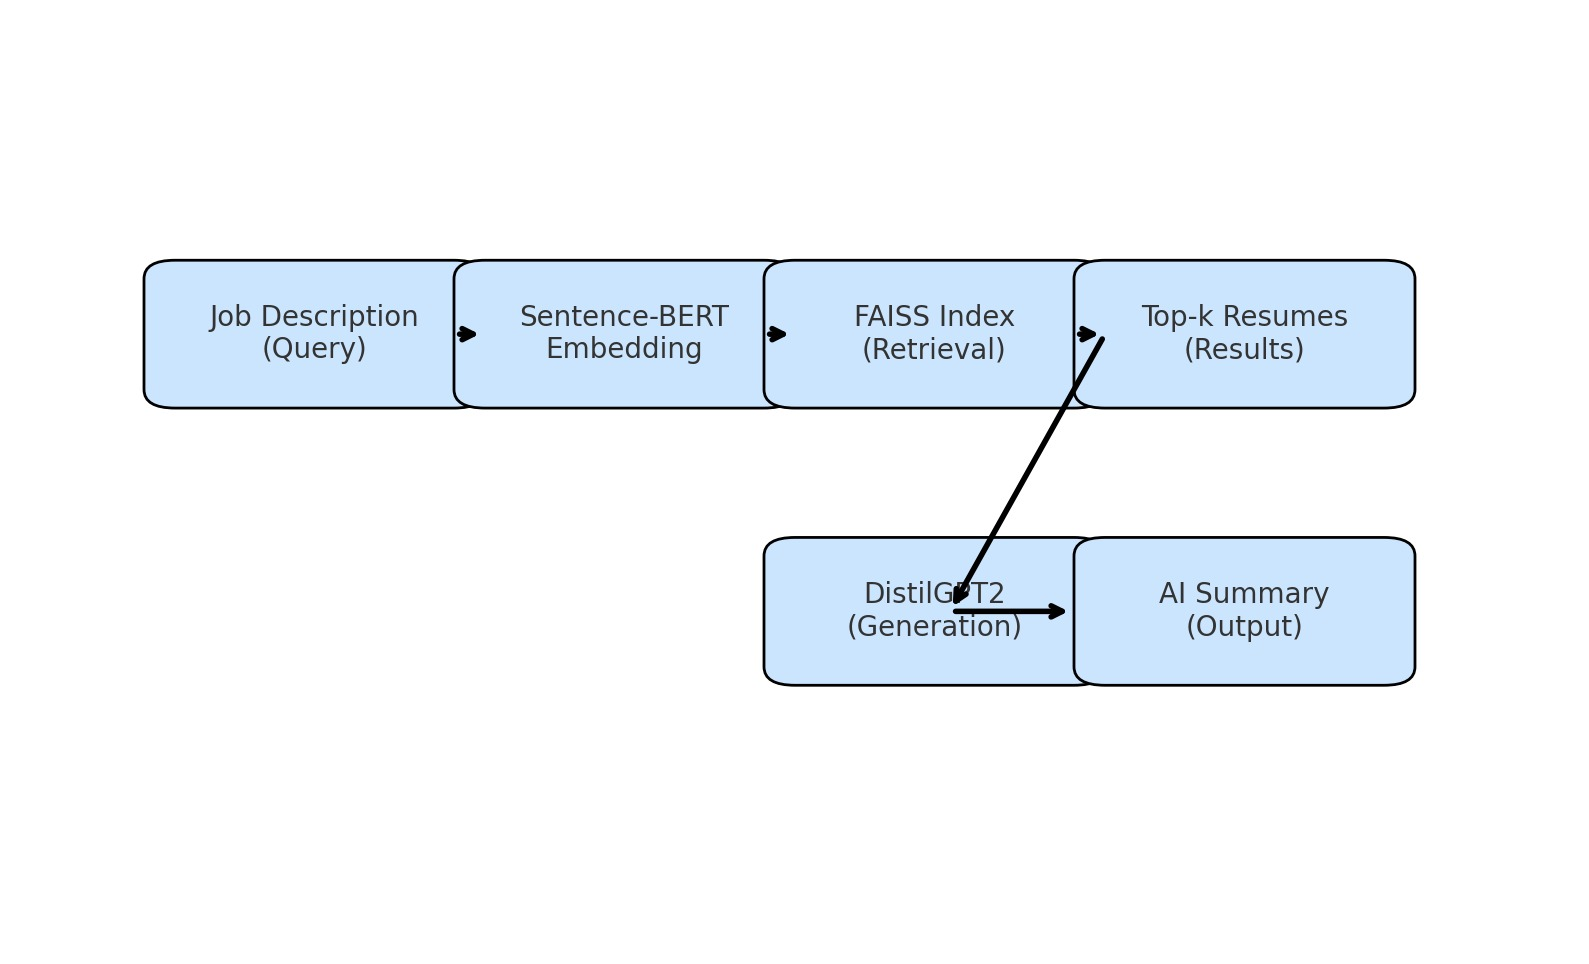 Job Description
(Query)
Sentence-BERT
Embedding
FAISS Index
(Retrieval)
Top-k Resumes
(Results)
DistilGPT2
(Generation)
AI Summary
(Output)